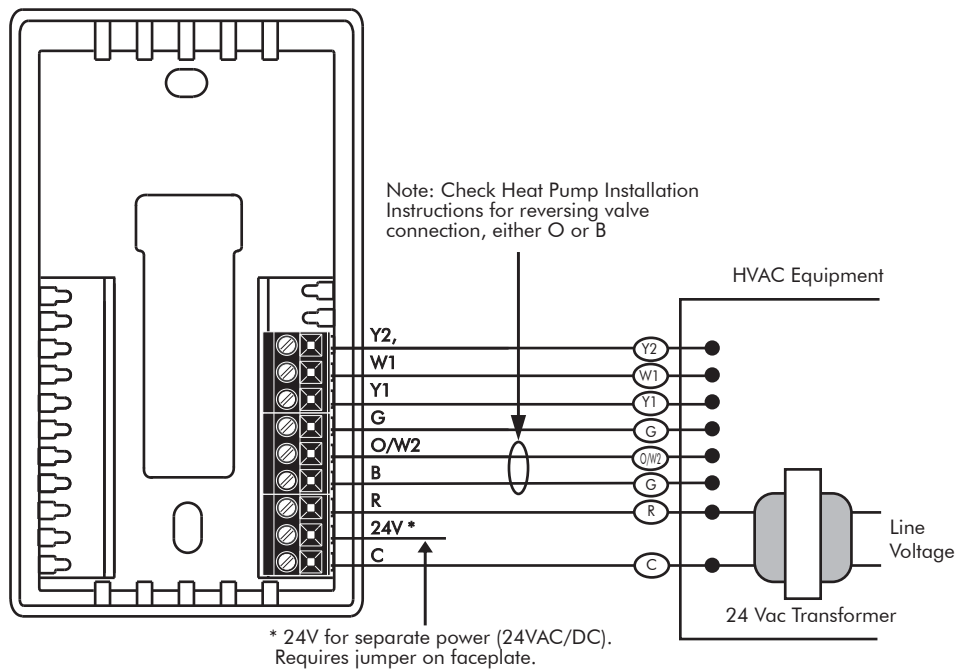 Note: Check Heat Pump Installation
Instructions for reversing valve
connection, either O or B
HVAC Equipment
Y2,
Y2
W1
W1
Y1
Y1
G
G
O/W2
O/W2
B
G
R
R
24V *
C
C
Line
Voltage
24 Vac Transformer
* 24V for separate power (24VAC/DC).
Requires jumper on faceplate.